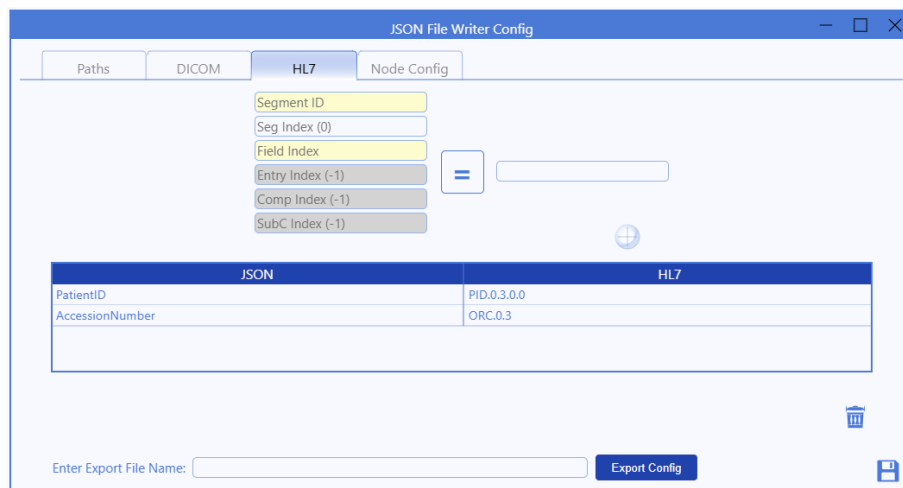 JSON File Writer Config
Paths DICOM HL7 Node Config
Segment ID
Seg Index (0)
Field Index
Entry Index (-1)
=
Comp Index (-1)
SubC Index (-1)
JSON HL7
PatientID PID.0.3.0.0
AccessionNumber ORC.0.3
Enter Export File Name: Export Config